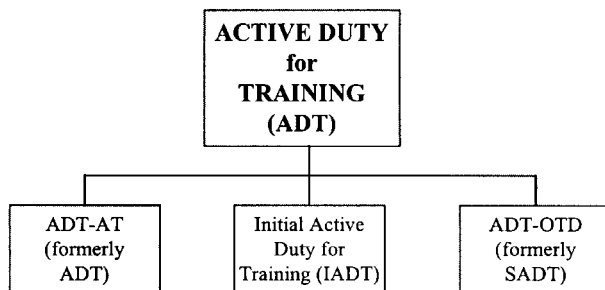 ACTIVE DUTY
for
TRAINING
(ADT)
ADT-AT
(formerly
ADT)
Initial Active
Duty for
Training (IADT)
ADT-OTD
(formerly
SADT)